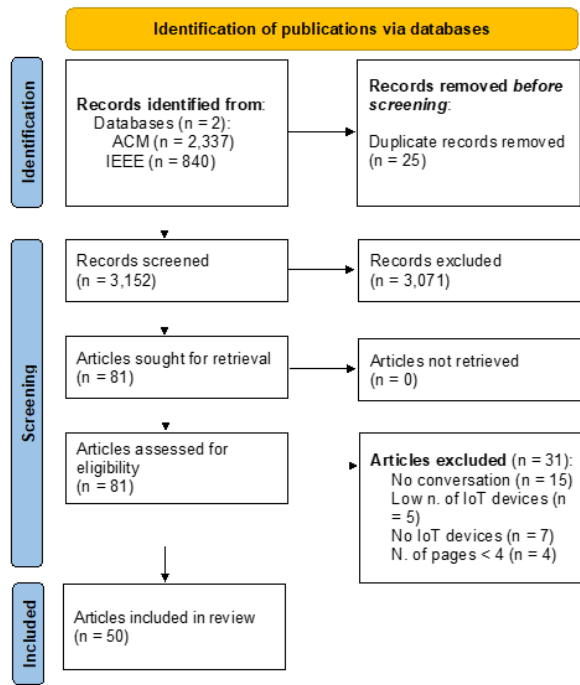 Identification of publications via databases
Identification
Records identified from:
Databases (n = 2):
ACM (n = 2,337)
IEEE (n = 840)
Records removed before
screening:
Duplicate records removed
(n = 25)
Screening
Records screened
(n = 3,152)
Records excluded
(n = 3,071)
Articles sought for retrieval
(n = 81)
Articles not retrieved
(n = 0)
Articles assessed for
eligibility
(n = 81)
Articles excluded (n = 31):
No conversation (n = 15)
Low n. of IoT devices (n
= 5)
No IoT devices (n = 7)
N. of pages < 4 (n = 4)
Included
Articles included in review
(n = 50)